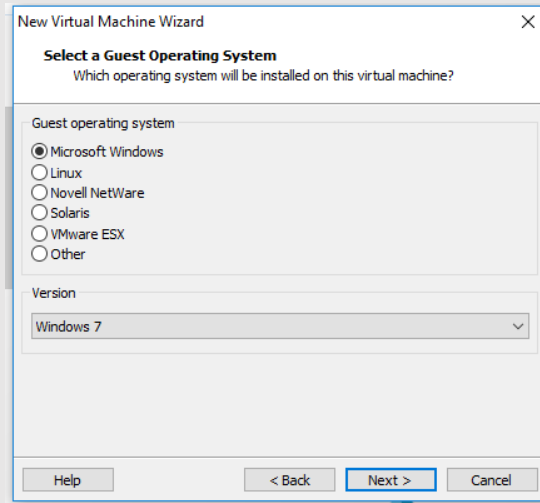 New Virtual Machine Wizard
Select a Guest Operating System
Which operating system will be installed on this virtual machine?
Guest operating system
Microsoft Windows
Linux
Novell NetWare
Solaris
VMware ESX
Other
Version
Windows 7
Help
< Back
Next >
Cancel